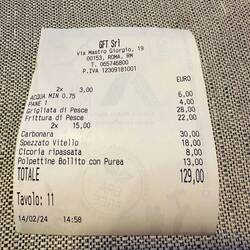 GFT Srl
Via Mastro Giorgio, 19
00153, ROMA, RM
T. 065746800
P.IVA 12309181001
EURO
2x 3,00
ACQUA MIN 0.75 6,00
PANE 1 4,00
Grigliata di Pesce 28,00
Frittura di Pesce 22,00
2x 15,00
Carbonara 30,00
Spezzato Vitello 18,00
Cicoria ripassata 8,00
Polpettine Bollito con Purea 13,00
TOTALE 129,00
Tavolo: 11
14/02/24 14:58